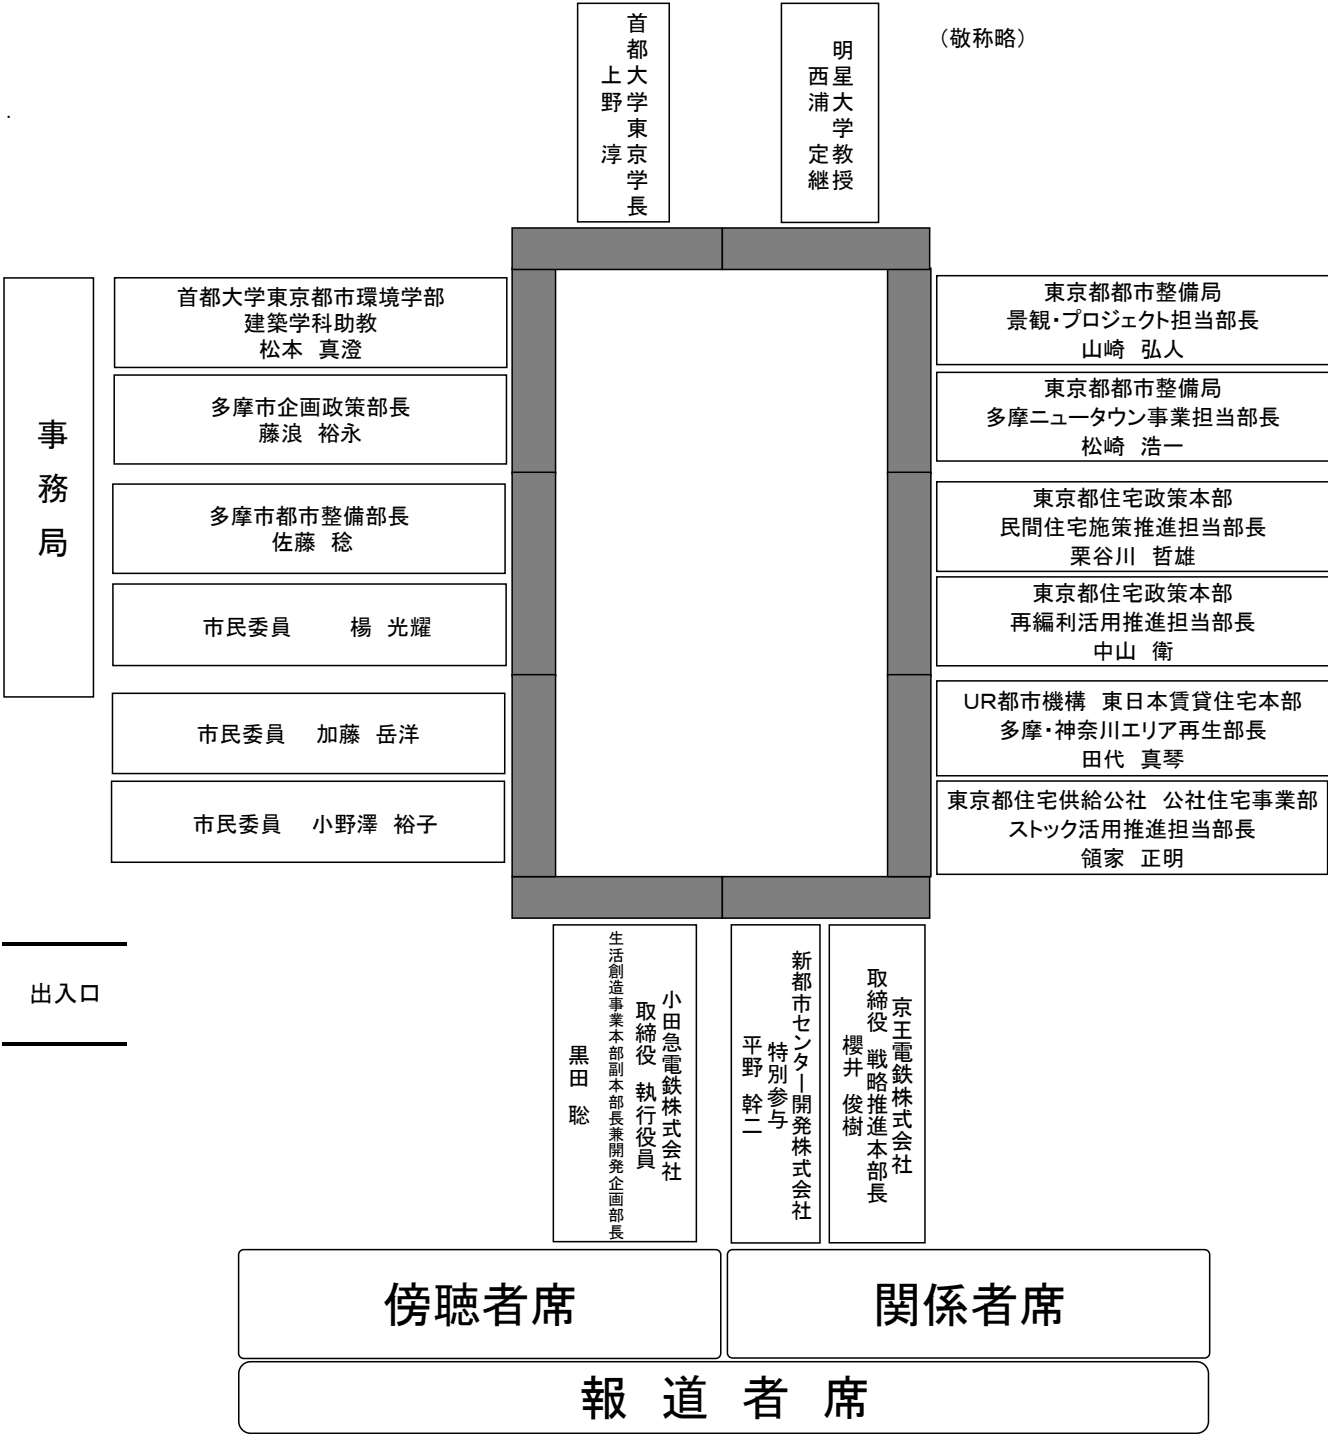 （敬称略）
首都大学東京学長
上野　淳
明星大学教授
西浦　定継
事務局
首都大学東京都市環境学部
建築学科助教
松本　真澄
多摩市企画政策部長
藤浪　裕永
多摩市都市整備部長
佐藤　稔
市民委員　　楊　光耀
市民委員　加藤　岳洋
市民委員　小野澤　裕子
東京都都市整備局
景観・プロジェクト担当部長
山崎　弘人
東京都都市整備局
多摩ニュータウン事業担当部長
松崎　浩一
東京都住宅政策本部
民間住宅施策推進担当部長
栗谷川　哲雄
東京都住宅政策本部
再編利活用推進担当部長
中山　衛
UR都市機構　東日本賃貸住宅本部
多摩・神奈川エリア再生部長
田代　真琴
東京都住宅供給公社　公社住宅事業部
ストック活用推進担当部長
領家　正明
出入口
小田急電鉄株式会社
取締役　執行役員
生活創造事業本部副本部長兼開発企画部長
黒田　聡
新都市センター開発株式会社
特別参与
平野　幹二
京王電鉄株式会社
取締役　戦略推進本部長
櫻井　俊樹
傍聴者席
関係者席
報　道　者　席